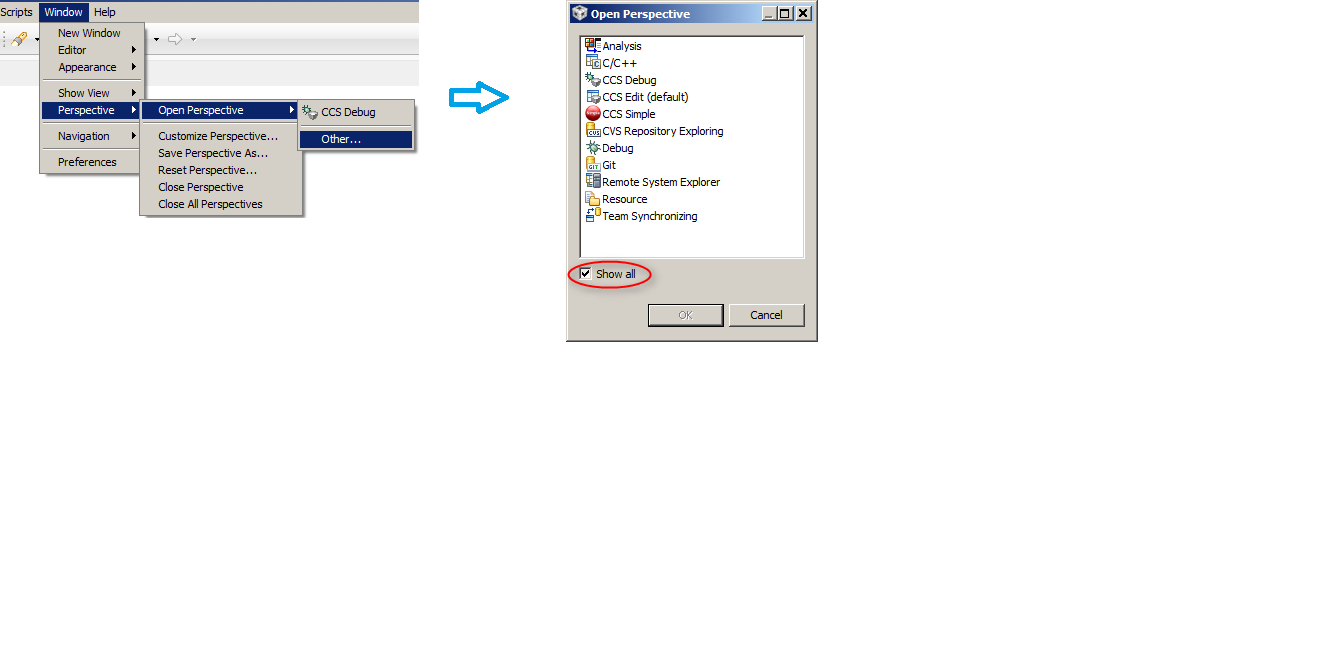 Scripts Window Help
New Window
Editor
Appearance
Show View
Perspective
Navigation
Preferences
Open Perspective
Customize Perspective...
Save Perspective As...
Reset Perspective...
Close Perspective
Close All Perspectives
CCS Debug
Other...
Open Perspective
Analysis
C/C++
CCS Debug
CCS Edit (default)
CCS Simple
CVS Repository Exploring
Debug
Git
Remote System Explorer
Resource
Team Synchronizing
Show all
OK Cancel